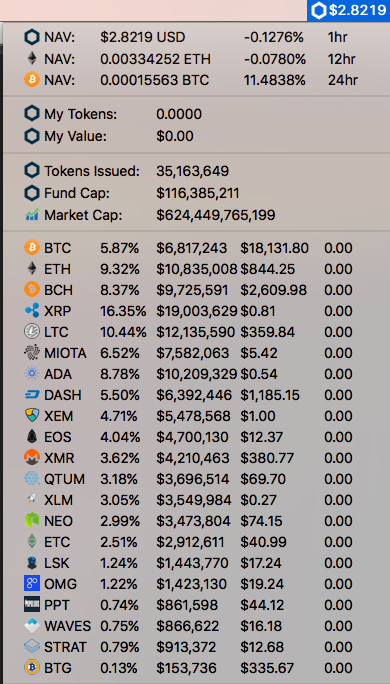 $2.8219
NAV: $2.8219 USD -0.1276% 1hr
NAV: 0.00334252 ETH -0.0780% 12hr
NAV: 0.00015563 BTC 11.4838% 24hr
My Tokens: 0.0000
My Value: $0.00
Tokens Issued: 35,163,649
Fund Cap: $116,385,211
Market Cap: $624,449,765,199
BTC 5.87% $6,817,243 $18,131.80 0.00
ETH 9.32% $10,835,008 $844.25 0.00
BCH 8.37% $9,725,591 $2,609.98 0.00
XRP 16.35% $19,003,629 $0.81 0.00
LTC 10.44% $12,135,590 $359.84 0.00
MIOTA 6.52% $7,582,063 $5.42 0.00
ADA 8.78% $10,209,329 $0.54 0.00
DASH 5.50% $6,392,446 $1,185.15 0.00
XEM 4.71% $5,478,568 $1.00 0.00
EOS 4.04% $4,700,130 $12.37 0.00
XMR 3.62% $4,210,463 $380.77 0.00
QTUM 3.18% $3,696,514 $69.70 0.00
XLM 3.05% $3,549,984 $0.27 0.00
NEO 2.99% $3,473,804 $74.15 0.00
ETC 2.51% $2,912,611 $40.99 0.00
LSK 1.24% $1,443,770 $17.24 0.00
OMG 1.22% $1,423,130 $19.24 0.00
PPT 0.74% $861,598 $44.12 0.00
WAVES 0.75% $866,622 $16.18 0.00
STRAT 0.79% $913,372 $12.68 0.00
BTG 0.13% $153,736 $335.67 0.00